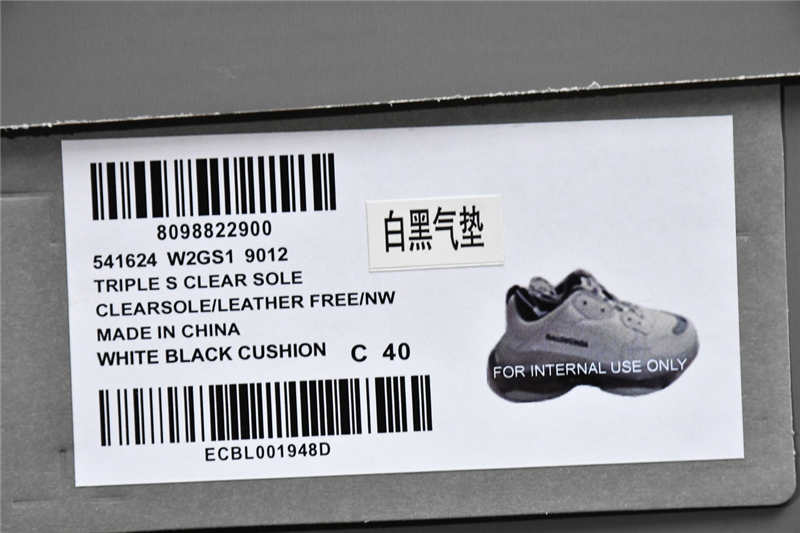 8098822900
541624 W2GS1 9012
TRIPLE S CLEAR SOLE
CLEARSOLE/LEATHER FREE/NW
MADE IN CHINA
WHITE BLACK CUSHION C 40
ECBL001948D
白黑气垫
BALENCIAGA
FOR INTERNAL USE ONLY